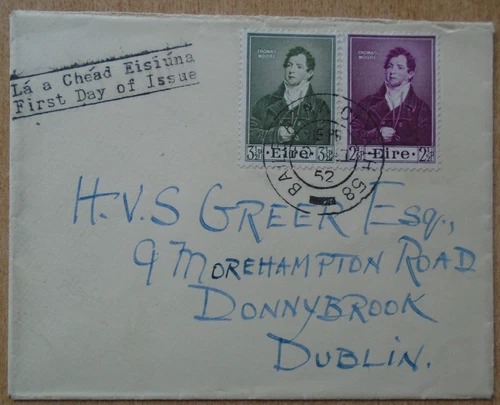 Lá a Chead Eisiúna
First Day of Issue
THOMAS MOORE
3½ P · Éire · 3½ P
THOMAS MOORE
2½ P · Éire · 2½ P
52
H.V.S GREER Esq.,
9 MOREHAMPTON ROAD
DONNYBROOK
DUBLIN.